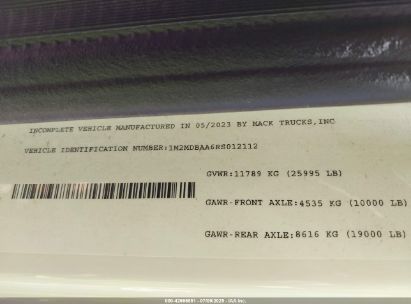 INCOMPLETE VEHICLE MANUFACTURED IN 05/2023 BY MACK TRUCKS,INC
VEHICLE IDENTIFICATION NUMBER:1M2MDBAA6RS012112
GVWR:11789 KG (25995 LB)
GAWR-FRONT AXLE:4535 KG (10000 LB)
GAWR-REAR AXLE:8616 KG (19000 LB)